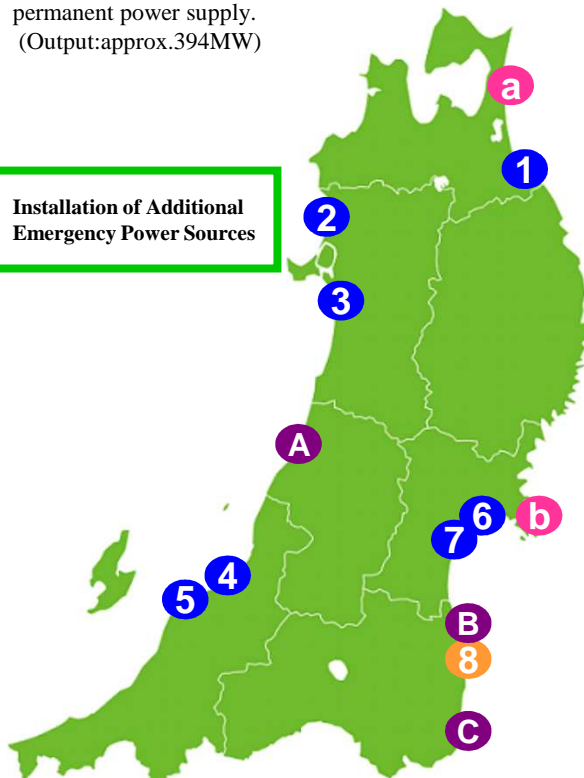 permanent power supply.
(Output:approx.394MW)
a
1
Installation of Additional
Emergency Power Sources
2
3
A
6
b
7
4
5
B
8
C